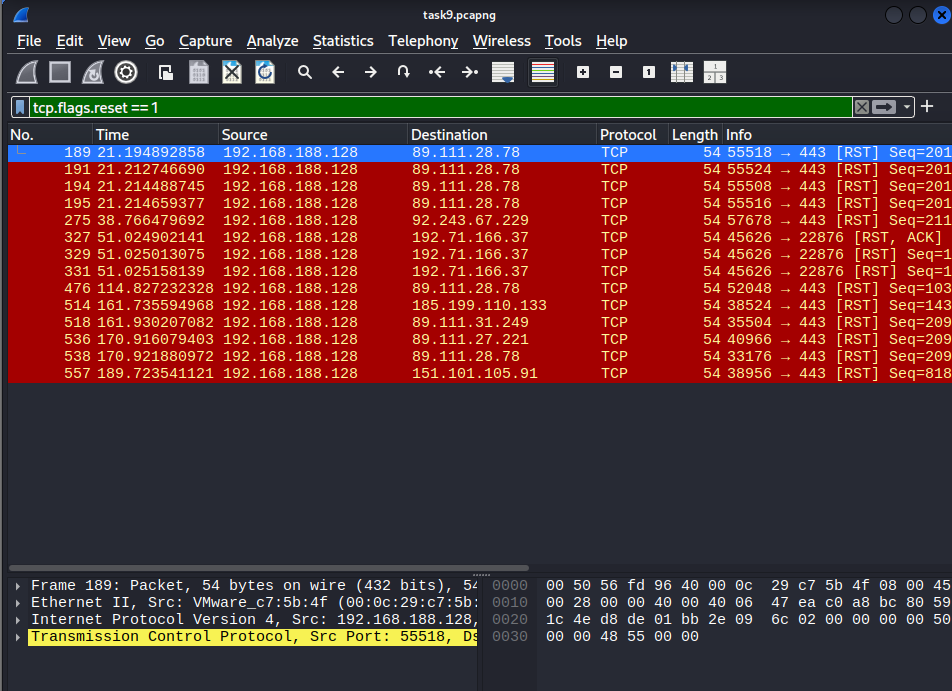 task9.pcapng
File Edit View Go Capture Analyze Statistics Telephony Wireless Tools Help
tcp.flags.reset == 1
No. Time Source Destination Protocol Length Info
189 21.194892858 192.168.188.128 89.111.28.78 TCP 54 55518 → 443 [RST] Seq=201
191 21.212746690 192.168.188.128 89.111.28.78 TCP 54 55524 → 443 [RST] Seq=201
194 21.214488745 192.168.188.128 89.111.28.78 TCP 54 55508 → 443 [RST] Seq=201
195 21.214659377 192.168.188.128 89.111.28.78 TCP 54 55516 → 443 [RST] Seq=201
275 38.766479692 192.168.188.128 92.243.67.229 TCP 54 57678 → 443 [RST] Seq=211
327 51.024902141 192.168.188.128 192.71.166.37 TCP 54 45626 → 22876 [RST, ACK]
329 51.025013075 192.168.188.128 192.71.166.37 TCP 54 45626 → 22876 [RST] Seq=1
331 51.025158139 192.168.188.128 192.71.166.37 TCP 54 45626 → 22876 [RST] Seq=1
476 114.827232328 192.168.188.128 89.111.28.78 TCP 54 52048 → 443 [RST] Seq=103
514 161.735594968 192.168.188.128 185.199.110.133 TCP 54 38524 → 443 [RST] Seq=143
518 161.930207082 192.168.188.128 89.111.31.249 TCP 54 35504 → 443 [RST] Seq=209
536 170.916079403 192.168.188.128 89.111.27.221 TCP 54 40966 → 443 [RST] Seq=209
538 170.921880972 192.168.188.128 89.111.28.78 TCP 54 33176 → 443 [RST] Seq=209
557 189.723541121 192.168.188.128 151.101.105.91 TCP 54 38956 → 443 [RST] Seq=818
Frame 189: Packet, 54 bytes on wire (432 bits), 54
Ethernet II, Src: VMware_c7:5b:4f (00:0c:29:c7:5b:
Internet Protocol Version 4, Src: 192.168.188.128,
Transmission Control Protocol, Src Port: 55518, Ds
0000 00 50 56 fd 96 40 00 0c 29 c7 5b 4f 08 00 45
0010 00 28 00 00 40 00 40 06 47 ea c0 a8 bc 80 59
0020 1c 4e d8 de 01 bb 2e 09 6c 02 00 00 00 00 50
0030 00 00 48 55 00 00